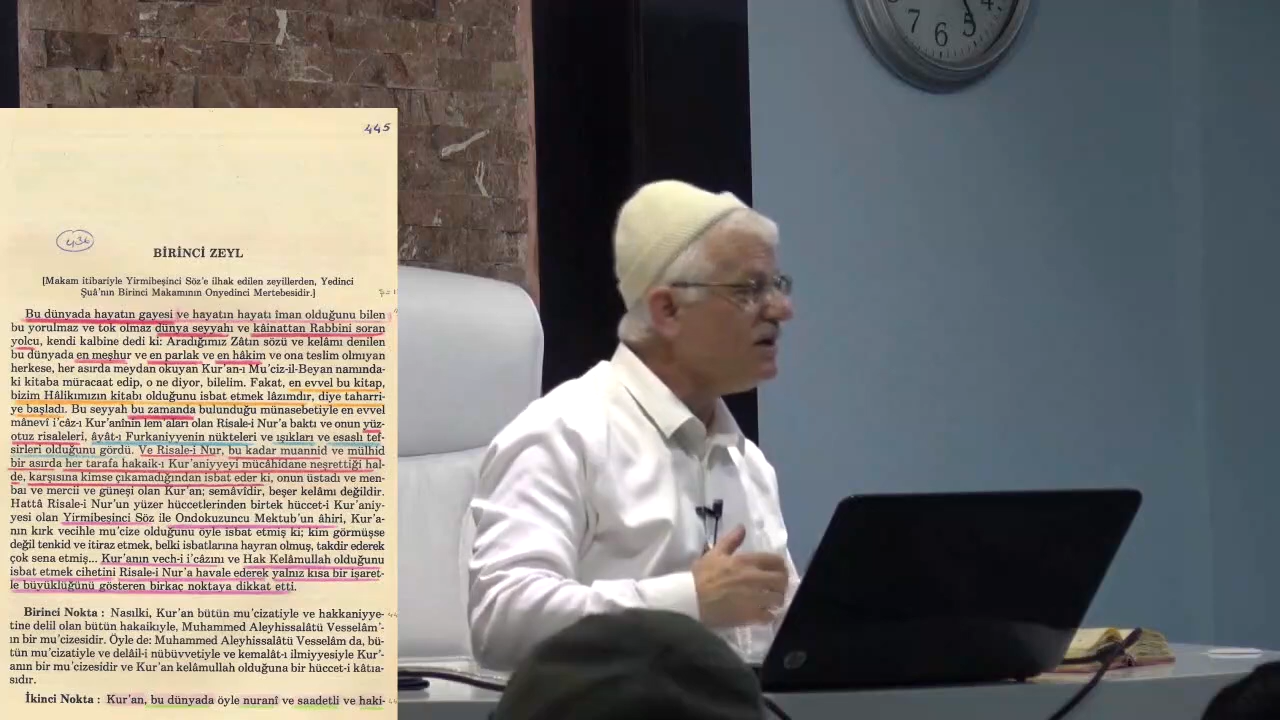 7 6 5 4
445
436
BİRİNCİ ZEYL
[Makam itibariyle Yirmibeşinci Söz'e ilhak edilen zeyillerden, Yedinci
Şuâ'nın Birinci Makamının Onyedinci Mertebesidir.]
Bu dünyada hayatın gayesi ve hayatın hayatı îman olduğunu bilen
bu yorulmaz ve tok olmaz dünya seyyahı ve kâinattan Rabbini soran
yolcu, kendi kalbine dedi ki: Aradığımız Zâtın sözü ve kelâmı denilen
bu dünyada en meşhur ve en parlak ve en hâkim ve ona teslim olmıyan
herkese, her asırda meydan okuyan Kur'an-ı Mu'ciz-il-Beyan namında-
ki kitaba müracaat edip, o ne diyor, bilelim. Fakat, en evvel bu kitap,
bizim Hâlikımızın kitabı olduğunu isbat etmek lâzımdır, diye taharri-
ye başladı. Bu seyyah bu zamanda bulunduğu münasebetiyle en evvel
mânevî i'câz-ı Kur'anînin lem'aları olan Risale-i Nur'a baktı ve onun yüz-
otuz risaleleri, âyât-ı Furkaniyyenin nükteleri ve ışıkları ve esaslı tef-
sirleri olduğunu gördü. Ve Risale-i Nur, bu kadar muannid ve mülhid
bir asırda her tarafa hakaik-ı Kur'aniyyeyi mücâhidane neşrettiği hal-
de, karşısına kimse çıkamadığından isbat eder ki, onun üstadı ve men-
baı ve mercii ve güneşi olan Kur'an; semâvîdir, beşer kelâmı değildir.
Hattâ Risale-i Nur'un yüzer hüccetlerinden birtek hüccet-i Kur'aniy-
yesi olan Yirmibeşinci Söz ile Ondokuzuncu Mektub'un âhiri, Kur'a-
nın kırk vecihle mu'cize olduğunu öyle isbat etmiş ki; kim görmüşse
değil tenkid ve itiraz etmek, belki isbatlarına hayran olmuş, takdir ederek
çok sena etmiş... Kur'anın vech-i i'câzını ve Hak Kelâmullah olduğunu
isbat etmek cihetini Risale-i Nur'a havale ederek yalnız kısa bir işaret-
le büyüklüğünü gösteren birkaç noktaya dikkat etti.
Birinci Nokta : Nasılki, Kur'an bütün mu'cizatiyle ve hakkaniyye-
tine delil olan bütün hakaikıyle, Muhammed Aleyhissalâtü Vesselâm'-
ın bir mu'cizesidir. Öyle de: Muhammed Aleyhissalâtü Vesselâm da, bü-
tün mu'cizatiyle ve delâil-i nübüvvetiyle ve kemalât-ı ilmiyyesiyle Kur'-
anın bir mu'cizesidir ve Kur'an kelâmullah olduğuna bir hüccet-i kâtıa-
sıdır.
İkinci Nokta : Kur'an, bu dünyada öyle nuranî ve saadetli ve haki-